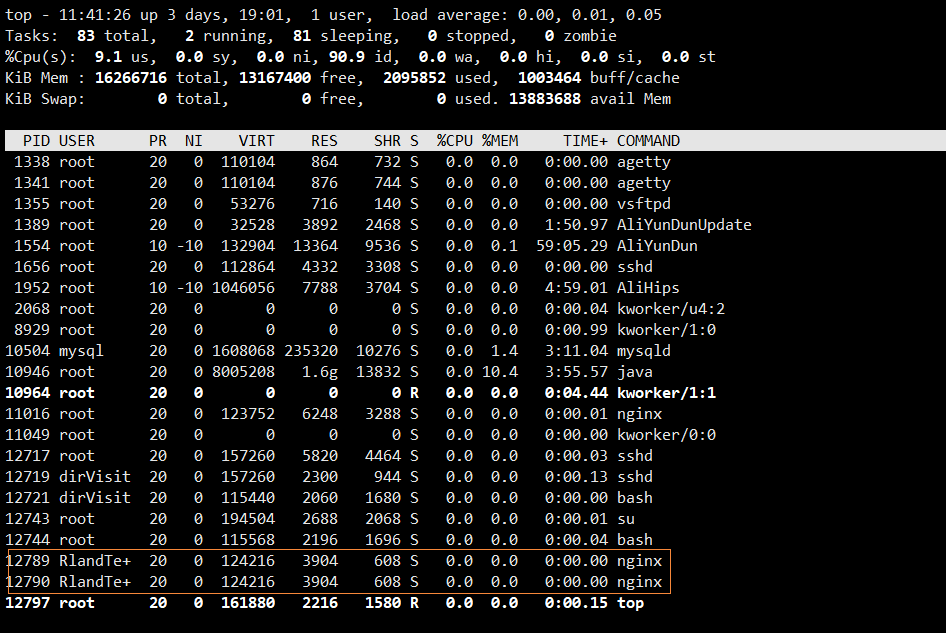 top - 11:41:26 up 3 days, 19:01,  1 user,  load average: 0.00, 0.01, 0.05
Tasks:  83 total,   2 running,  81 sleeping,   0 stopped,   0 zombie
%Cpu(s):  9.1 us,  0.0 sy,  0.0 ni, 90.9 id,  0.0 wa,  0.0 hi,  0.0 si,  0.0 st
KiB Mem : 16266716 total, 13167400 free,  2095852 used,  1003464 buff/cache
KiB Swap:        0 total,        0 free,        0 used. 13883688 avail Mem
  PID USER      PR  NI    VIRT    RES    SHR S  %CPU %MEM     TIME+ COMMAND
 1338 root      20   0  110104    864    732 S   0.0  0.0   0:00.00 agetty
 1341 root      20   0  110104    876    744 S   0.0  0.0   0:00.00 agetty
 1355 root      20   0   53276    716    140 S   0.0  0.0   0:00.00 vsftpd
 1389 root      20   0   32528   3892   2468 S   0.0  0.0   1:50.97 AliYunDunUpdate
 1554 root      10 -10  132904  13364   9536 S   0.0  0.1  59:05.29 AliYunDun
 1656 root      20   0  112864   4332   3308 S   0.0  0.0   0:00.00 sshd
 1952 root      10 -10 1046056   7788   3704 S   0.0  0.0   4:59.01 AliHips
 2068 root      20   0       0      0      0 S   0.0  0.0   0:00.04 kworker/u4:2
 8929 root      20   0       0      0      0 S   0.0  0.0   0:00.99 kworker/1:0
10504 mysql     20   0 1608068 235320  10276 S   0.0  1.4   3:11.04 mysqld
10946 root      20   0 8005208   1.6g  13832 S   0.0 10.4   3:55.57 java
10964 root      20   0       0      0      0 R   0.0  0.0   0:04.44 kworker/1:1
11016 root      20   0  123752   6248   3288 S   0.0  0.0   0:00.01 nginx
11049 root      20   0       0      0      0 S   0.0  0.0   0:00.00 kworker/0:0
12717 root      20   0  157260   5820   4464 S   0.0  0.0   0:00.03 sshd
12719 dirVisit  20   0  157260   2300    944 S   0.0  0.0   0:00.13 sshd
12721 dirVisit  20   0  115440   2060   1680 S   0.0  0.0   0:00.00 bash
12743 root      20   0  194504   2688   2068 S   0.0  0.0   0:00.01 su
12744 root      20   0  115568   2196   1696 S   0.0  0.0   0:00.04 bash
12789 RlandTe+  20   0  124216   3904    608 S   0.0  0.0   0:00.00 nginx
12790 RlandTe+  20   0  124216   3904    608 S   0.0  0.0   0:00.00 nginx
12797 root      20   0  161880   2216   1580 R   0.0  0.0   0:00.15 top